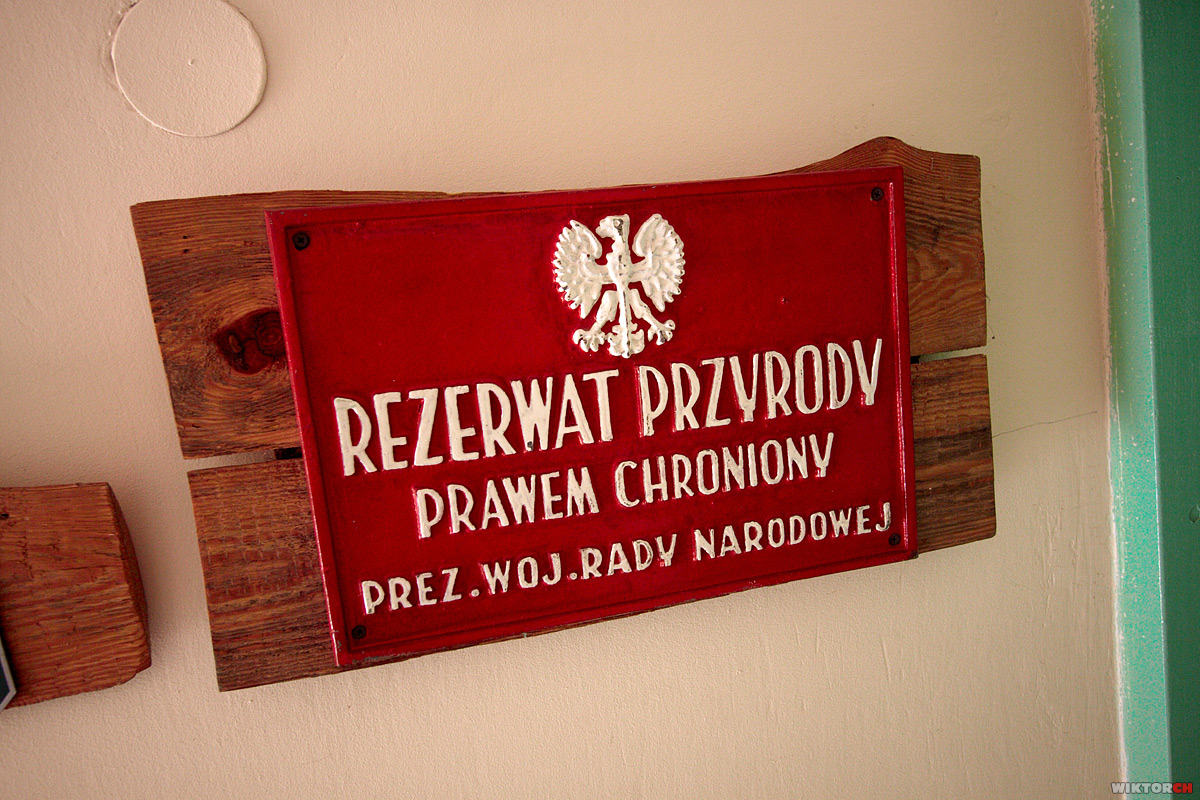 REZERWAT PRZYRODY
PRAWEM CHRONIONY
PREZ.WOJ.RADY NARODOWEJ
WIKTORCH